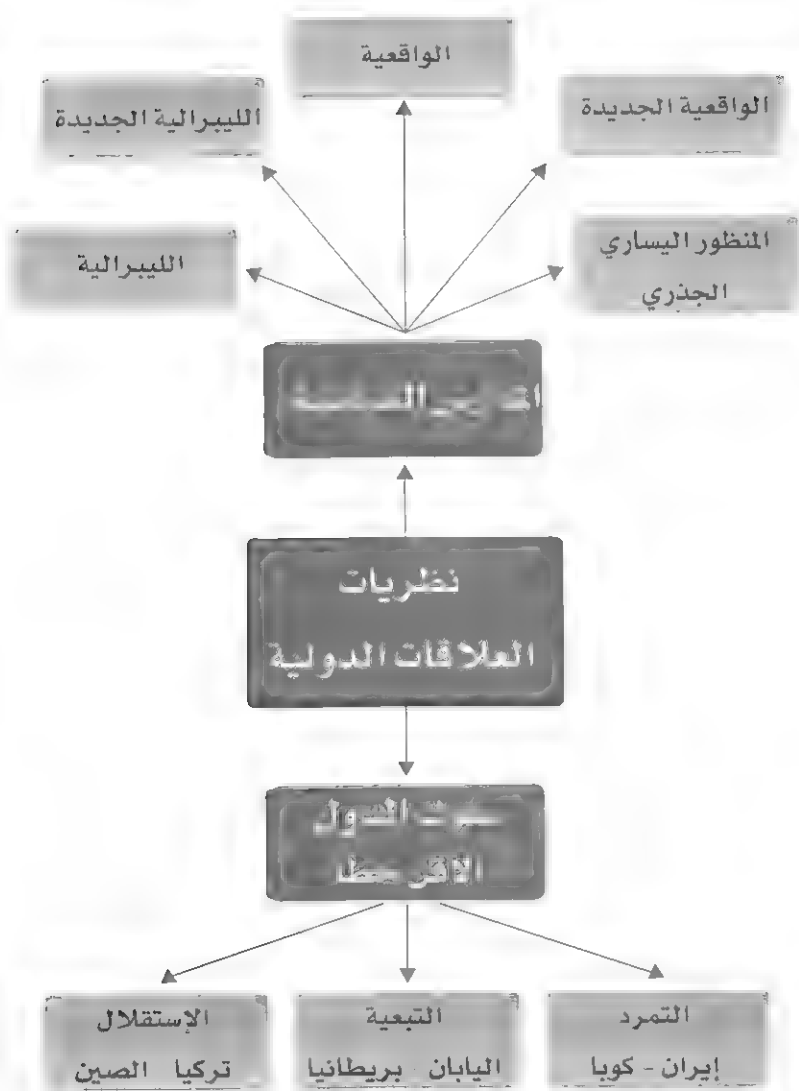 الواقعية
الواقعية الجديدة
الليبرالية الجديدة
المنظور اليساري
الجذري
الليبرالية
نظريات
العلاقات الدولية
الدول
التمرد
إيران - كوبا
التبعية
اليابان بريطانيا
الإستقلال
تركيا الصين